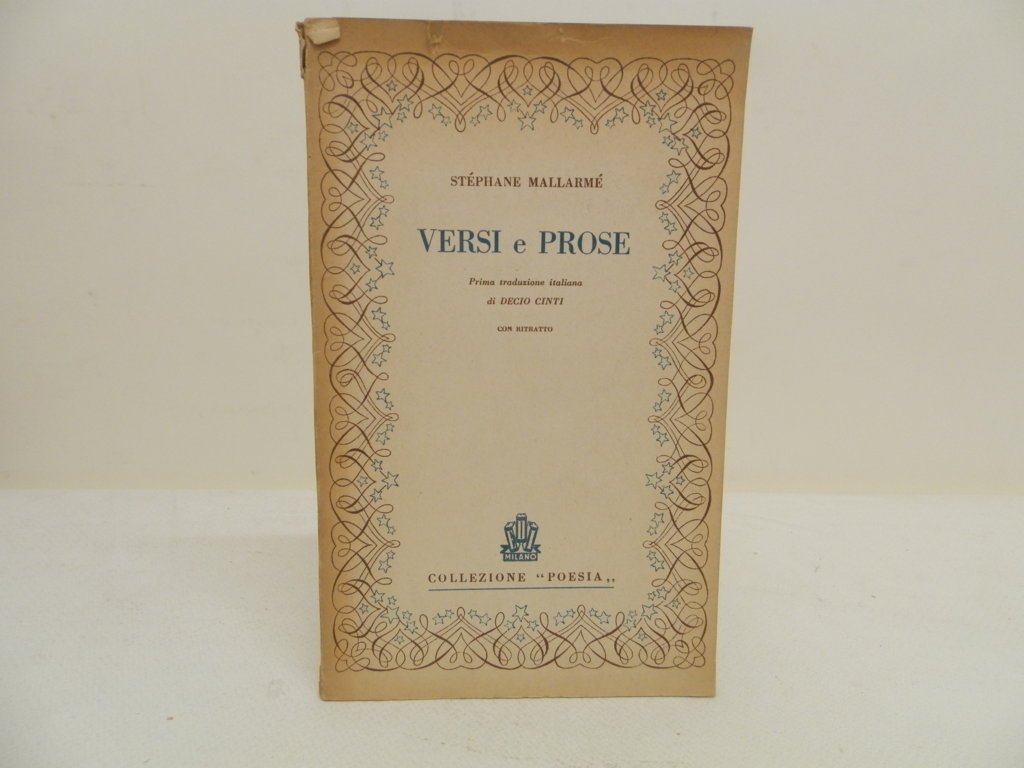 STÉPHANE MALLARMÉ
VERSI e PROSE
Prima traduzione italiana
di DECIO CINTI
CON RITRATTO
MILANO
COLLEZIONE “POESIA„